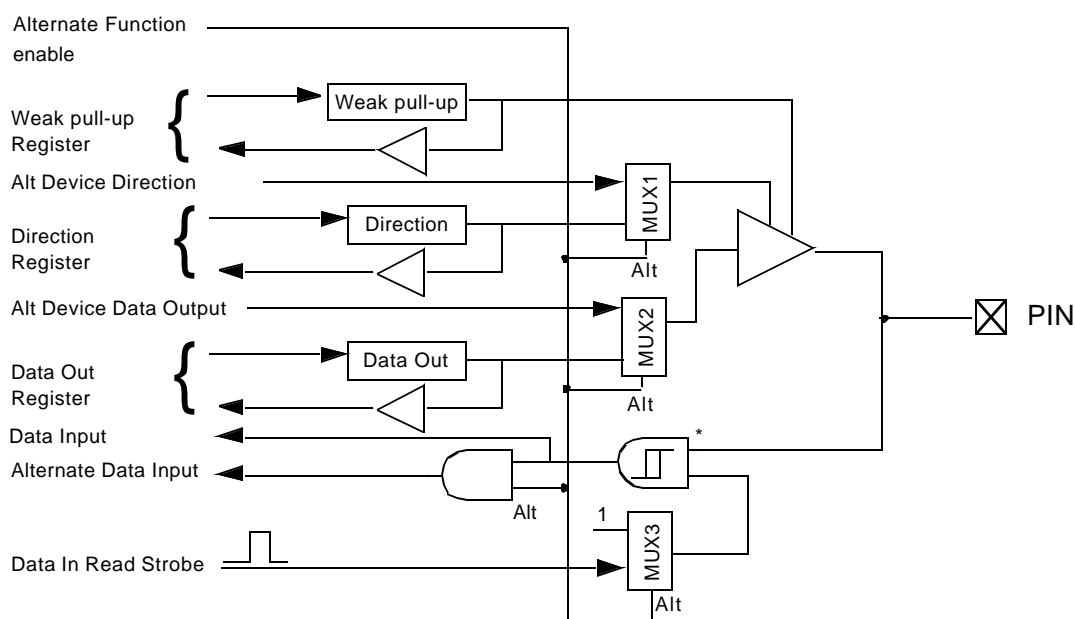 Alternate Function
enable
Weak pull-up
Weak pull-up
Register
Alt Device Direction
MUX1
Direction
Direction
Register
Alt
Alt Device Data Output
MUX2
PIN
Data Out
Data Out
Register
Alt
Data Input
*
Alternate Data Input
Alt
1
MUX3
Data In Read Strobe
Alt